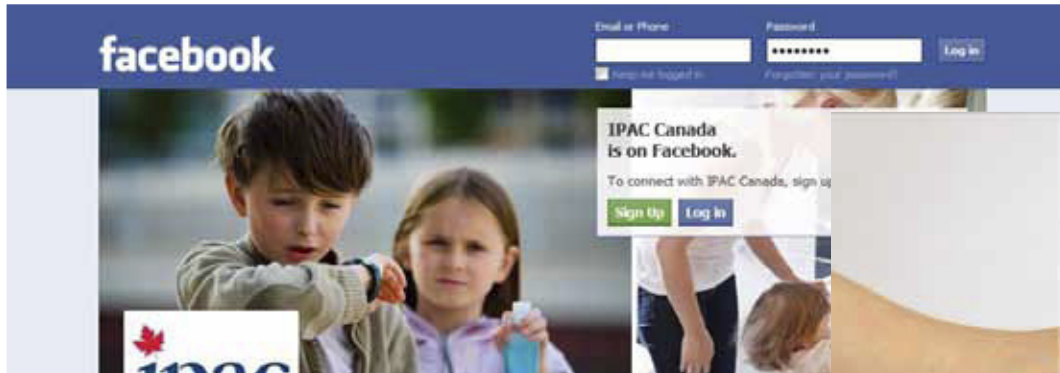 facebook
Email or Phone
Password
Log in
Keep me logged in
Forgotten your password?
IPAC Canada
is on Facebook.
To connect with IPAC Canada, sign up
Sign Up
Log in
ipac